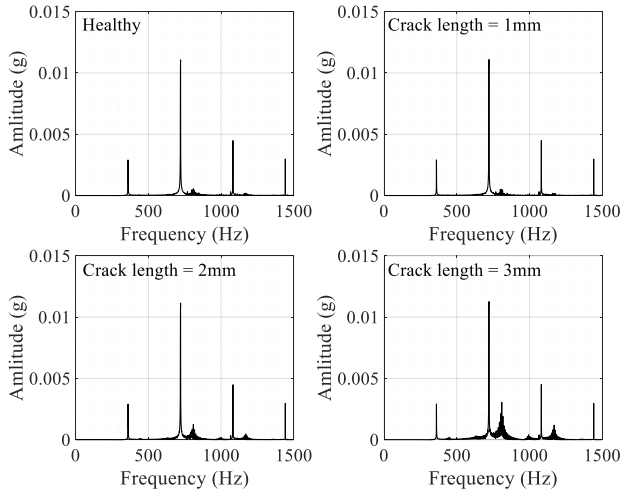 Healthy
0.015
0.01
0.005
0
Amlitude (g)
0 500 1000 1500
Frequency (Hz)
Crack length = 1mm
0.015
0.01
0.005
0
Amlitude (g)
0 500 1000 1500
Frequency (Hz)
Crack length = 2mm
0.015
0.01
0.005
0
Amlitude (g)
0 500 1000 1500
Frequency (Hz)
Crack length = 3mm
0.015
0.01
0.005
0
Amlitude (g)
0 500 1000 1500
Frequency (Hz)